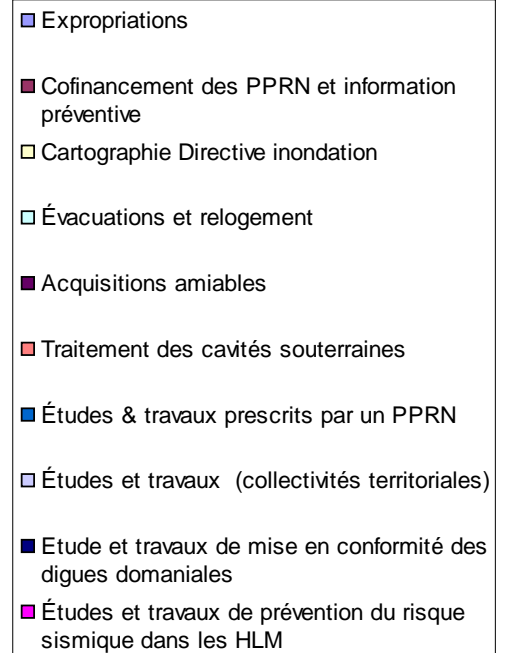 Expropriations
Cofinancement des PPRN et information
préventive
Cartographie Directive inondation
Évacuations et relogement
Acquisitions amiables
Traitement des cavités souterraines
Études & travaux prescrits par un PPRN
Études et travaux (collectivités territoriales)
Etude et travaux de mise en conformité des
digues domaniales
Études et travaux de prévention du risque
sismique dans les HLM